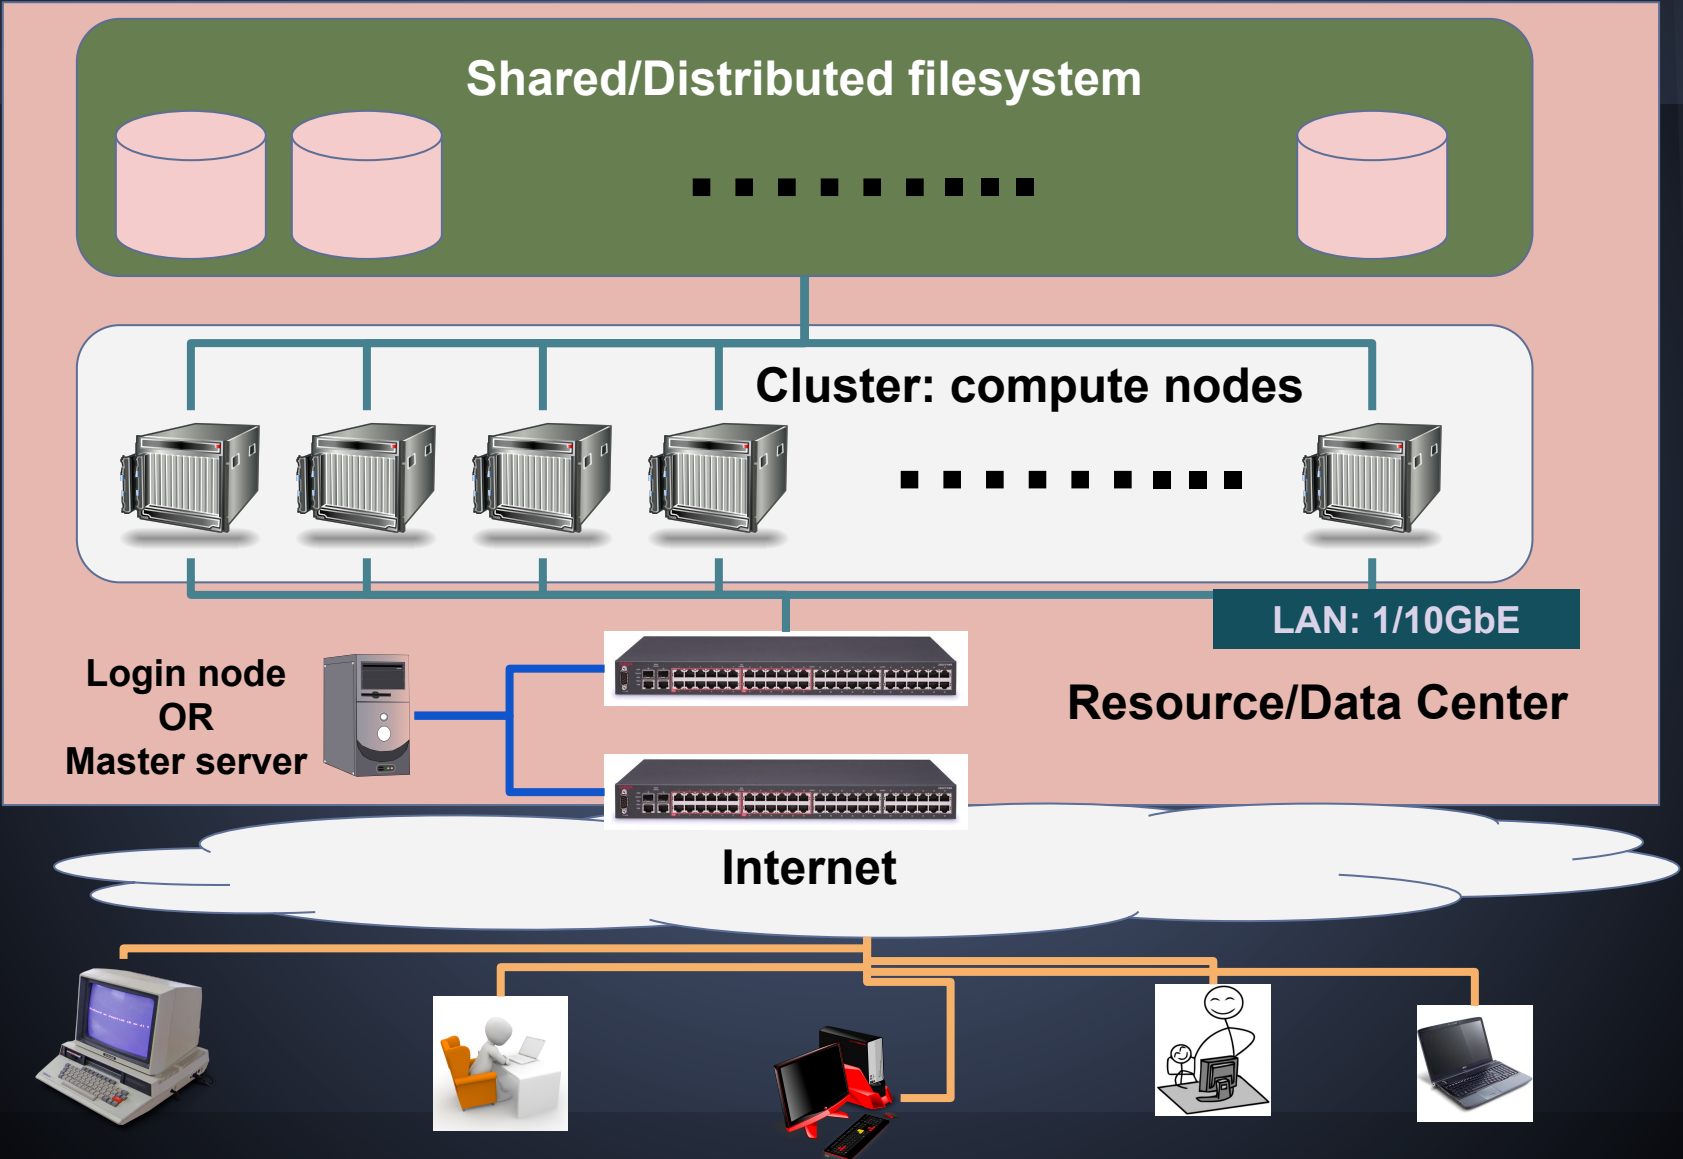 Shared/Distributed filesystem
Cluster: compute nodes
LAN: 1/10GbE
Login node
OR
Master server
Resource/Data Center
Internet